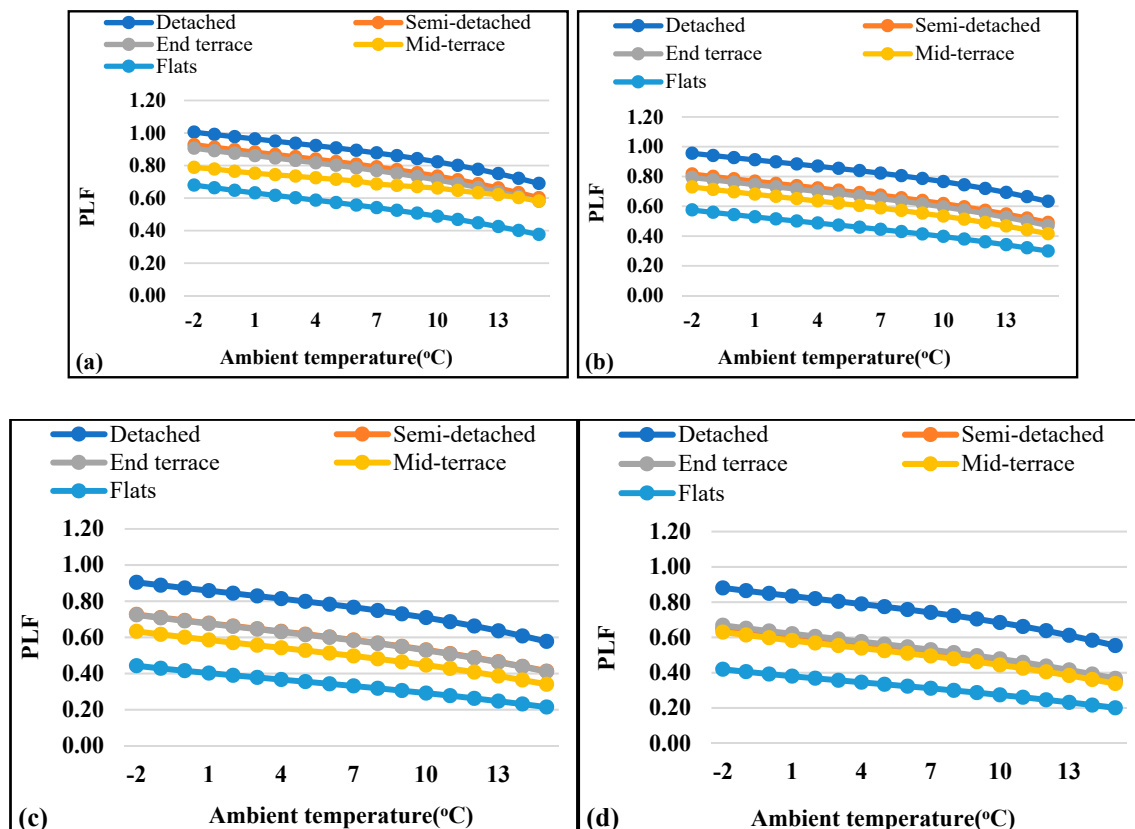 Detached Semi-detached
End terrace Mid-terrace
Flats
1.20
1.00
0.80
0.60
0.40
0.20
0.00
PLF
-2 1 4 7 10 13
Ambient temperature(oC)
(a)
Detached Semi-detached
End terrace Mid-terrace
Flats
1.20
1.00
0.80
0.60
0.40
0.20
0.00
PLF
-2 1 4 7 10 13
Ambient temperature(oC)
(b)
Detached Semi-detached
End terrace Mid-terrace
Flats
1.20
1.00
0.80
0.60
0.40
0.20
0.00
PLF
-2 1 4 7 10 13
Ambient temperature(oC)
(c)
Detached Semi-detached
End terrace Mid-terrace
Flats
1.20
1.00
0.80
0.60
0.40
0.20
0.00
PLF
-2 1 4 7 10 13
Ambient temperature(oC)
(d)